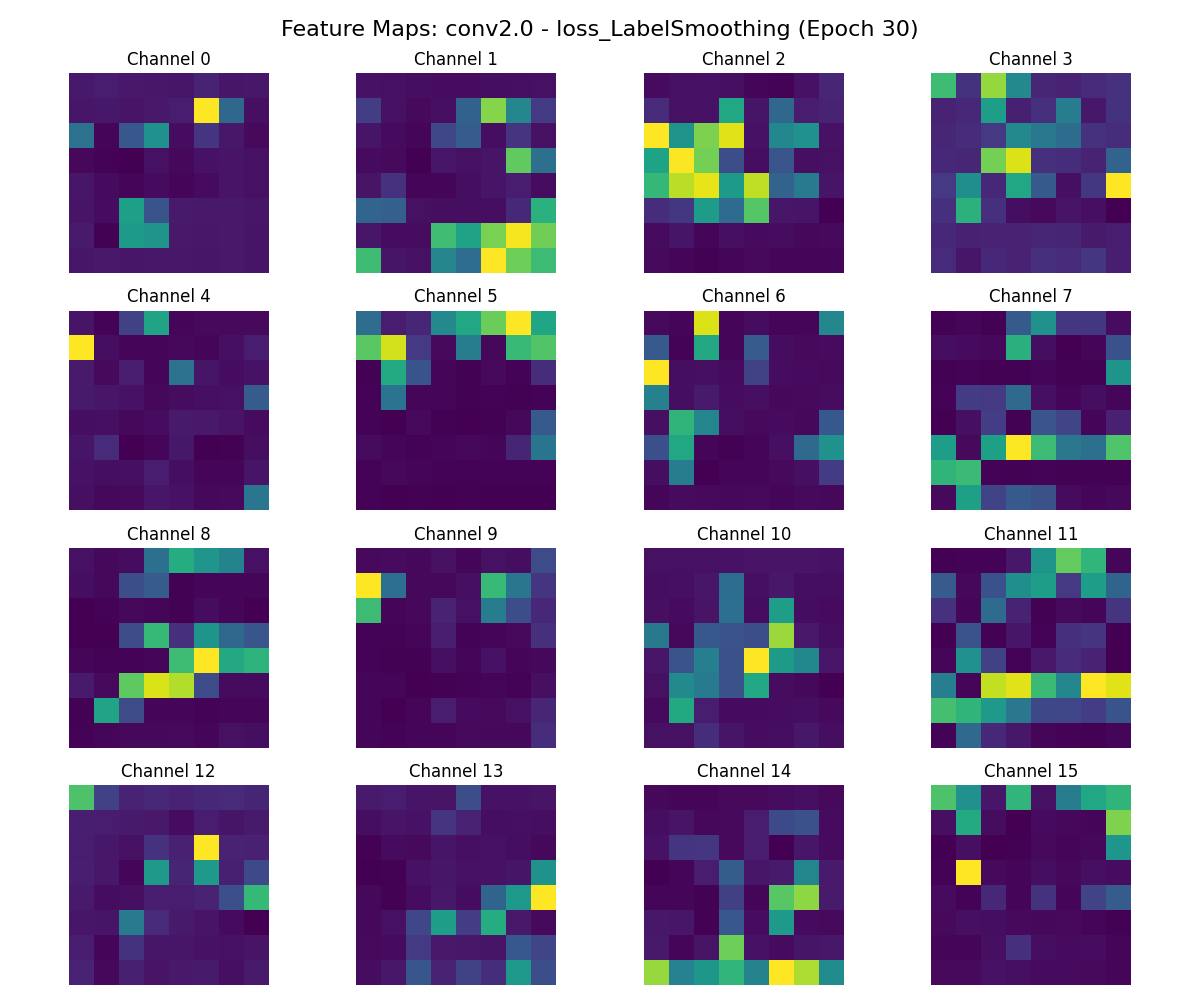 Feature Maps: conv2.0 - loss_LabelSmoothing (Epoch 30)
Channel 0
Channel 1
Channel 2
Channel 3
Channel 4
Channel 5
Channel 6
Channel 7
Channel 8
Channel 9
Channel 10
Channel 11
Channel 12
Channel 13
Channel 14
Channel 15